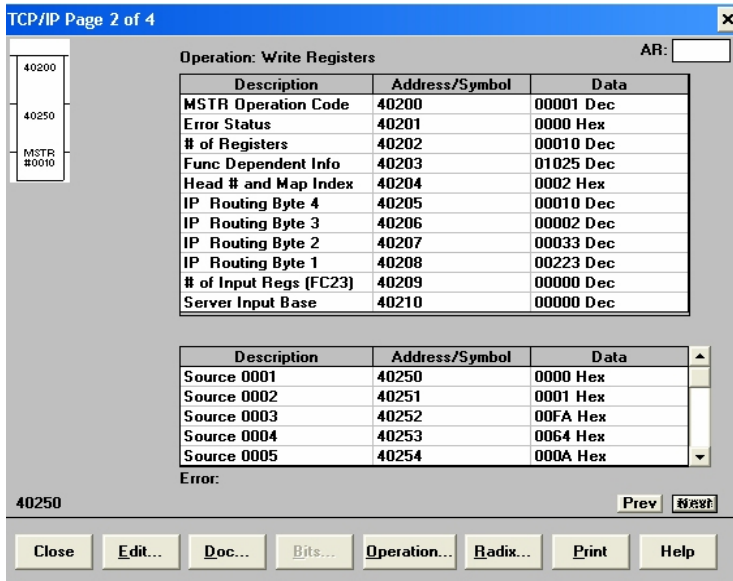 TCP/IP Page 2 of 4
40200
40250
MSTR
#0010
Operation: Write Registers
AR:
Description Address/Symbol Data
MSTR Operation Code 40200 00001 Dec
Error Status 40201 0000 Hex
# of Registers 40202 00010 Dec
Func Dependent Info 40203 01025 Dec
Head # and Map Index 40204 0002 Hex
IP Routing Byte 4 40205 00010 Dec
IP Routing Byte 3 40206 00002 Dec
IP Routing Byte 2 40207 00033 Dec
IP Routing Byte 1 40208 00223 Dec
# of Input Regs (FC23) 40209 00000 Dec
Server Input Base 40210 00000 Dec
Description Address/Symbol Data
Source 0001 40250 0000 Hex
Source 0002 40251 0001 Hex
Source 0003 40252 00FA Hex
Source 0004 40253 0064 Hex
Source 0005 40254 000A Hex
Error:
40250
Prev Next
Close Edit... Doc... Bits... Operation... Radix... Print Help